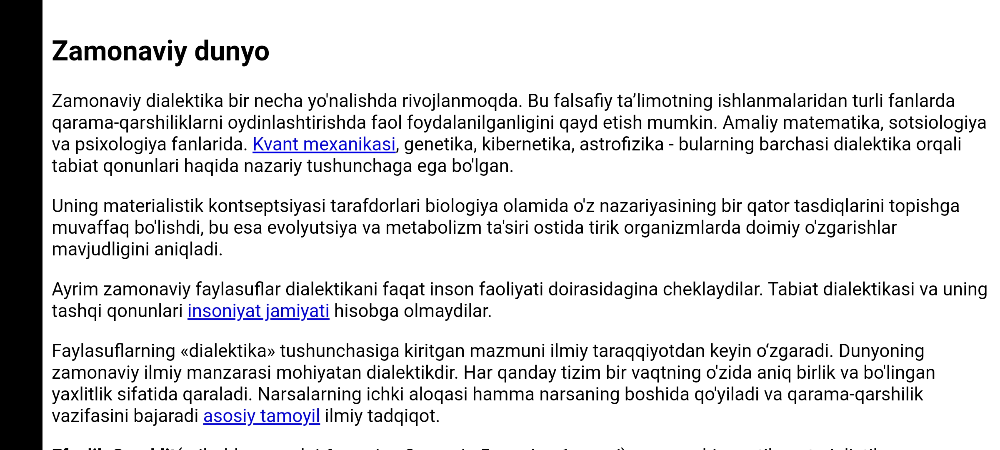 Zamonaviy dunyo
Zamonaviy dialektika bir necha yo'nalishda rivojlanmoqda. Bu falsafiy ta’limotning ishlanmalaridan turli fanlarda
qarama-qarshiliklarni oydinlashtirishda faol foydalanilganligini qayd etish mumkin. Amaliy matematika, sotsiologiya
va psixologiya fanlarida. Kvant mexanikasi, genetika, kibernetika, astrofizika - bularning barchasi dialektika orqali
tabiat qonunlari haqida nazariy tushunchaga ega bo'lgan.
Uning materialistik kontseptsiyasi tarafdorlari biologiya olamida o'z nazariyasining bir qator tasdiqlarini topishga
muvaffaq bo'lishdi, bu esa evolyutsiya va metabolizm ta'siri ostida tirik organizmlarda doimiy o'zgarishlar
mavjudligini aniqladi.
Ayrim zamonaviy faylasuflar dialektikani faqat inson faoliyati doirasidagina cheklaydilar. Tabiat dialektikasi va uning
tashqi qonunlari insoniyat jamiyati hisobga olmaydilar.
Faylasuflarning «dialektika» tushunchasiga kiritgan mazmuni ilmiy taraqqiyotdan keyin o‘zgaradi. Dunyoning
zamonaviy ilmiy manzarasi mohiyatan dialektikdir. Har qanday tizim bir vaqtning o'zida aniq birlik va bo'lingan
yaxlitlik sifatida qaraladi. Narsalarning ichki aloqasi hamma narsaning boshida qo'yiladi va qarama-qarshilik
vazifasini bajaradi asosiy tamoyil ilmiy tadqiqot.